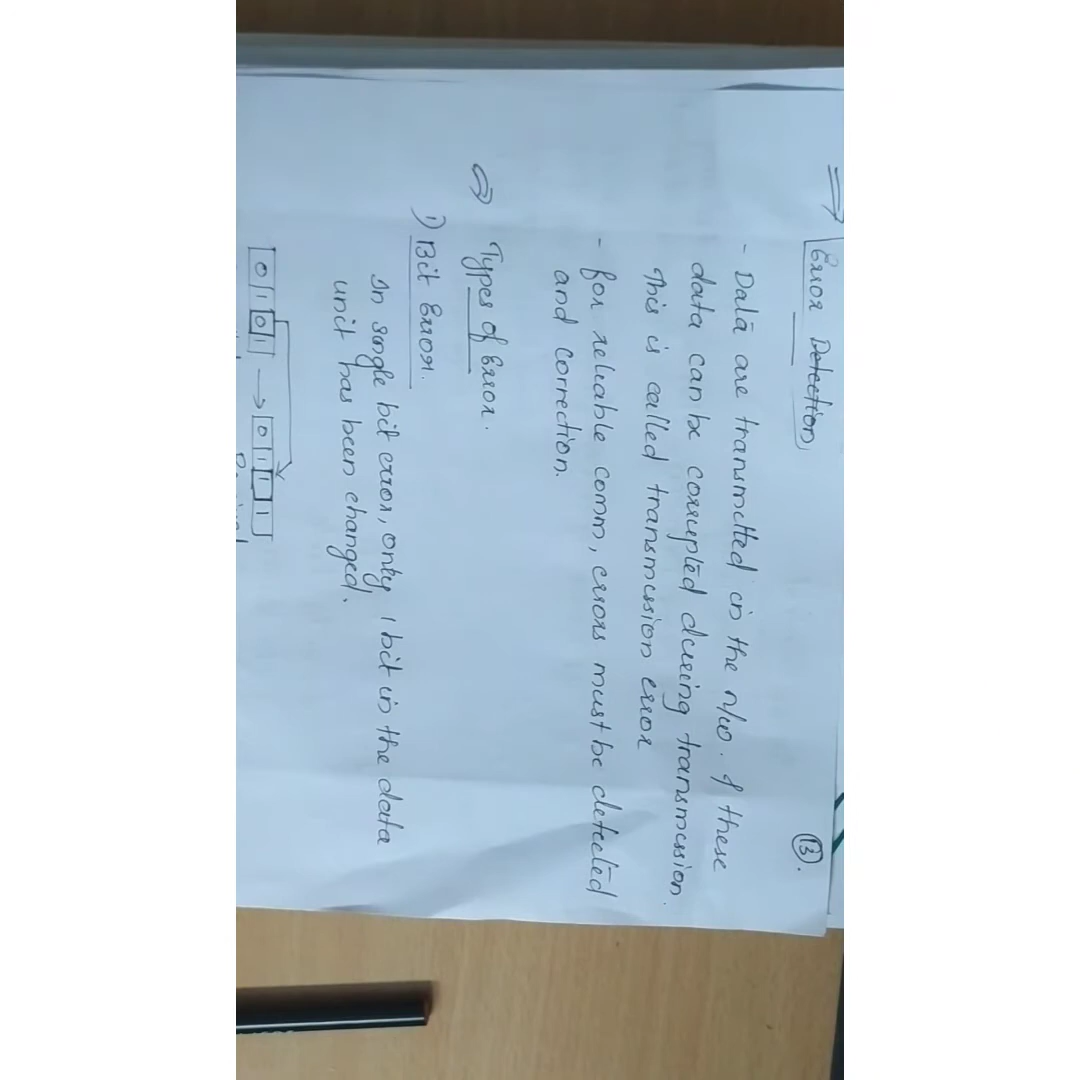 13.
⇒ Error Detection
- Data are transmitted in the n/w. & these
data can be corrupted during transmission.
This is called transmission error
- for reliable comm, errors must be detected
and correction.
⇒ Types of Error.
1) Bit Error.
In single bit error, only 1 bit in the data
unit has been changed.
0 1 0 1 → 0 1 1 1